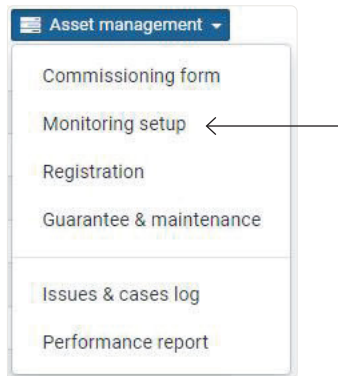 Asset management
Commissioning form
Monitoring setup
Registration
Guarantee & maintenance
Issues & cases log
Performance report